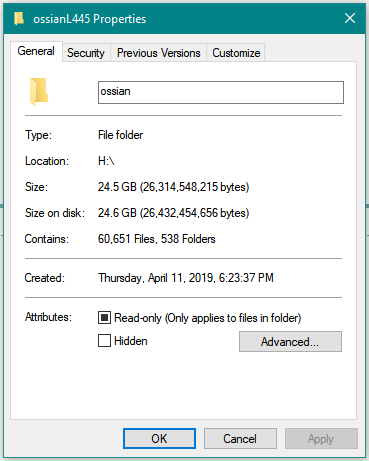 ossianL445 Properties
General Security Previous Versions Customize
ossian
Type: File folder
Location: H:\
Size: 24.5 GB (26,314,548,215 bytes)
Size on disk: 24.6 GB (26,432,454,656 bytes)
Contains: 60,651 Files, 538 Folders
Created: Thursday, April 11, 2019, 6:23:37 PM
Attributes: Read-only (Only applies to files in folder)
Hidden Advanced...
OK Cancel Apply